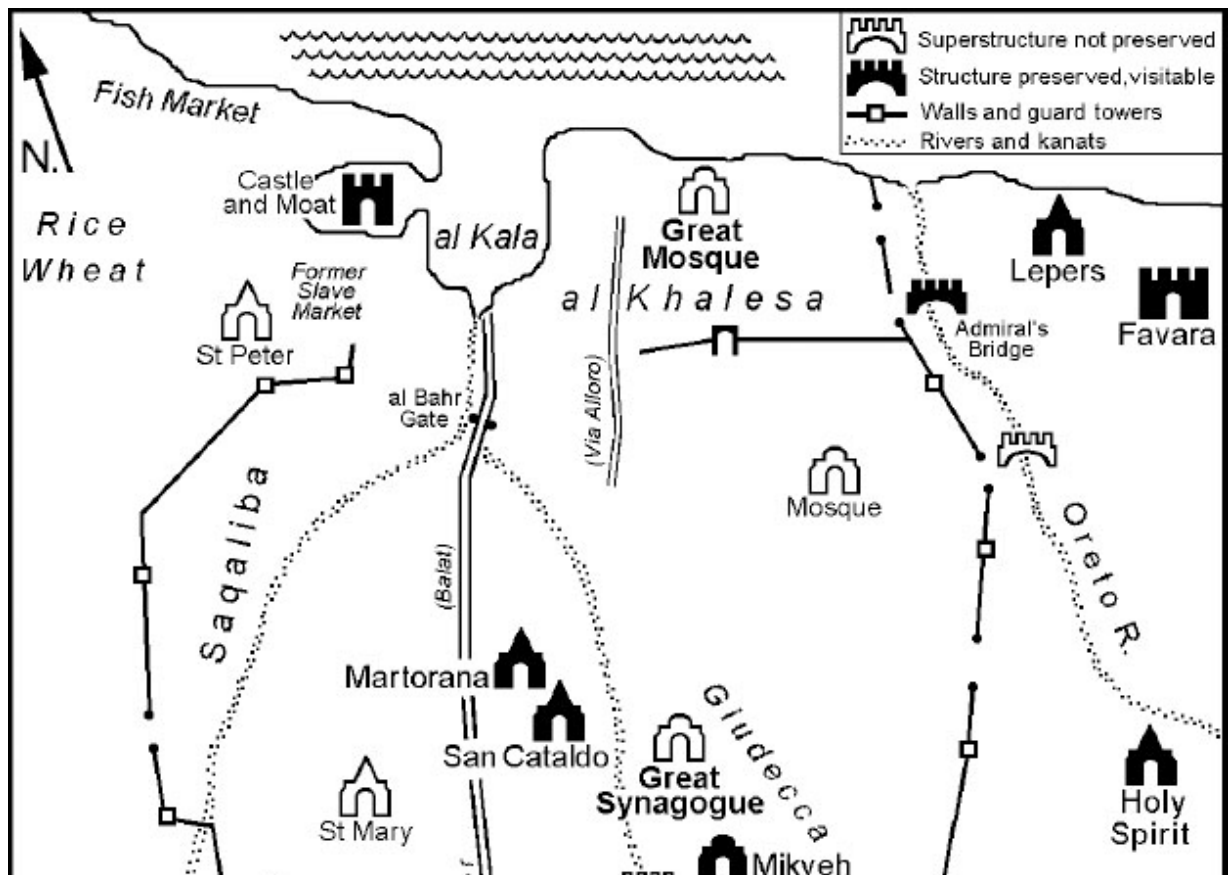 Superstructure not preserved
Structure preserved,visitable
Walls and guard towers
Rivers and kanats
N.
Fish Market
Castle
and Moat
Rice
Wheat
al Kala
Great
Mosque
Lepers
Former
Slave
Market
al Khalesa
Favara
St Peter
Admiral's
Bridge
al Bahr
Gate
(Via Alloro)
Saqaliba
Mosque
Oreto R.
(Balat)
Martorana
San Cataldo
Giudecca
Great
Synagogue
St Mary
Holy
Spirit
Mikveh